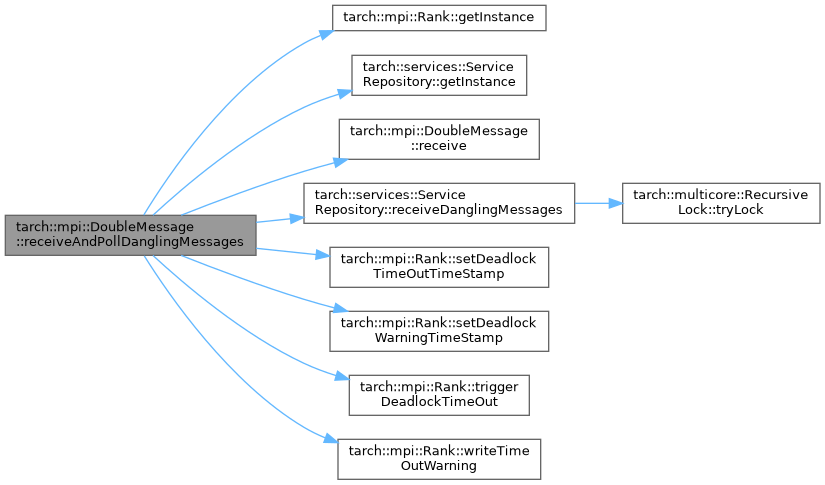 tarch::mpi::Rank::getInstance
tarch::services::Service
Repository::getInstance
tarch::mpi::DoubleMessage
::receive
tarch::services::Service
Repository::receiveDanglingMessages
tarch::multicore::Recursive
Lock::tryLock
tarch::mpi::DoubleMessage
::receiveAndPollDanglingMessages
tarch::mpi::Rank::setDeadlock
TimeOutTimeStamp
tarch::mpi::Rank::setDeadlock
WarningTimeStamp
tarch::mpi::Rank::trigger
DeadlockTimeOut
tarch::mpi::Rank::writeTime
OutWarning